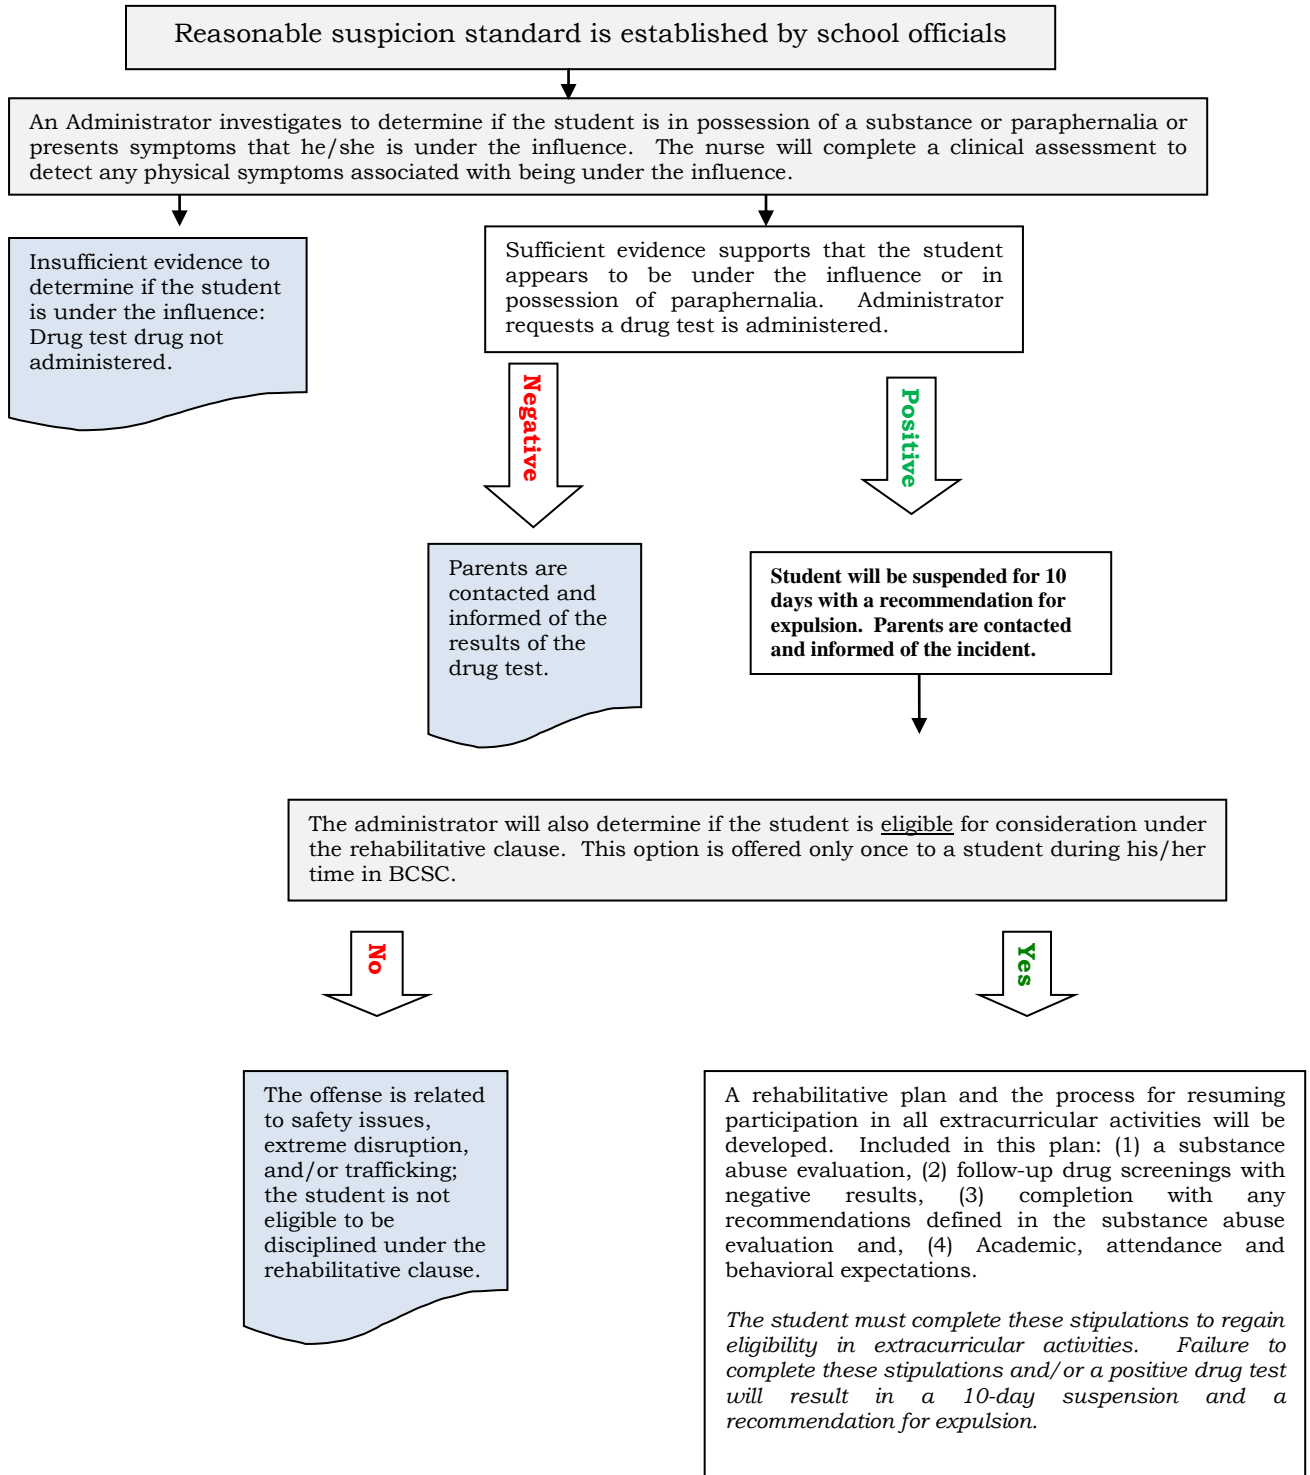 Reasonable suspicion standard is established by school officials
An Administrator investigates to determine if the student is in possession of a substance or paraphernalia or
presents symptoms that he/she is under the influence. The nurse will complete a clinical assessment to
detect any physical symptoms associated with being under the influence.
Insufficient evidence to
determine if the student
is under the influence:
Drug test drug not
administered.
Sufficient evidence supports that the student
appears to be under the influence or in
possession of paraphernalia. Administrator
requests a drug test is administered.
Negative
Positive
Parents are
contacted and
informed of the
results of the
drug test.
Student will be suspended for 10
days with a recommendation for
expulsion. Parents are contacted
and informed of the incident.
The administrator will also determine if the student is eligible for consideration under
the rehabilitative clause. This option is offered only once to a student during his/her
time in BCSC.
No
Yes
The offense is related
to safety issues,
extreme disruption,
and/or trafficking;
the student is not
eligible to be
disciplined under the
rehabilitative clause.
A rehabilitative plan and the process for resuming
participation in all extracurricular activities will be
developed. Included in this plan: (1) a substance
abuse evaluation, (2) follow-up drug screenings with
negative results, (3) completion with any
recommendations defined in the substance abuse
evaluation and, (4) Academic, attendance and
behavioral expectations.
The student must complete these stipulations to regain
eligibility in extracurricular activities. Failure to
complete these stipulations and/or a positive drug test
will result in a 10-day suspension and a
recommendation for expulsion.